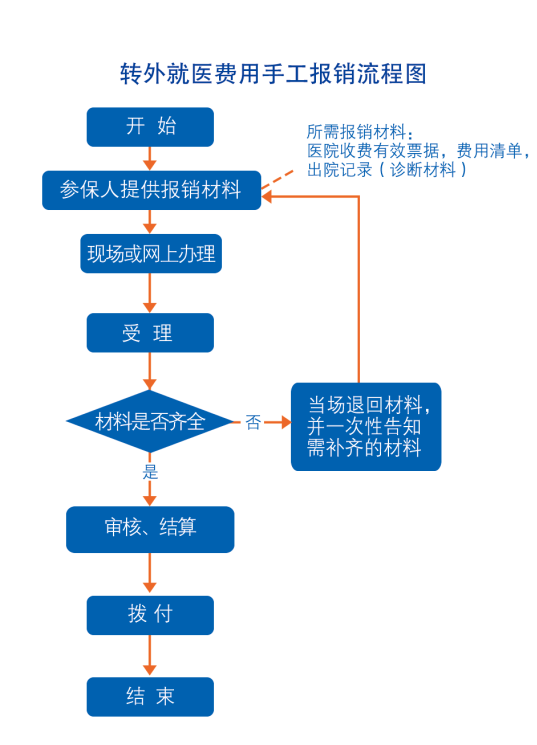 转外就医费用手工报销流程图
开 始
所需报销材料：
医院收费有效票据，费用清单，
出院记录（诊断材料）
参保人提供报销材料
现场或网上办理
受 理
材料是否齐全
否
当场退回材料，
并一次性告知
需补齐的材料
是
审核、结算
拨 付
结 束